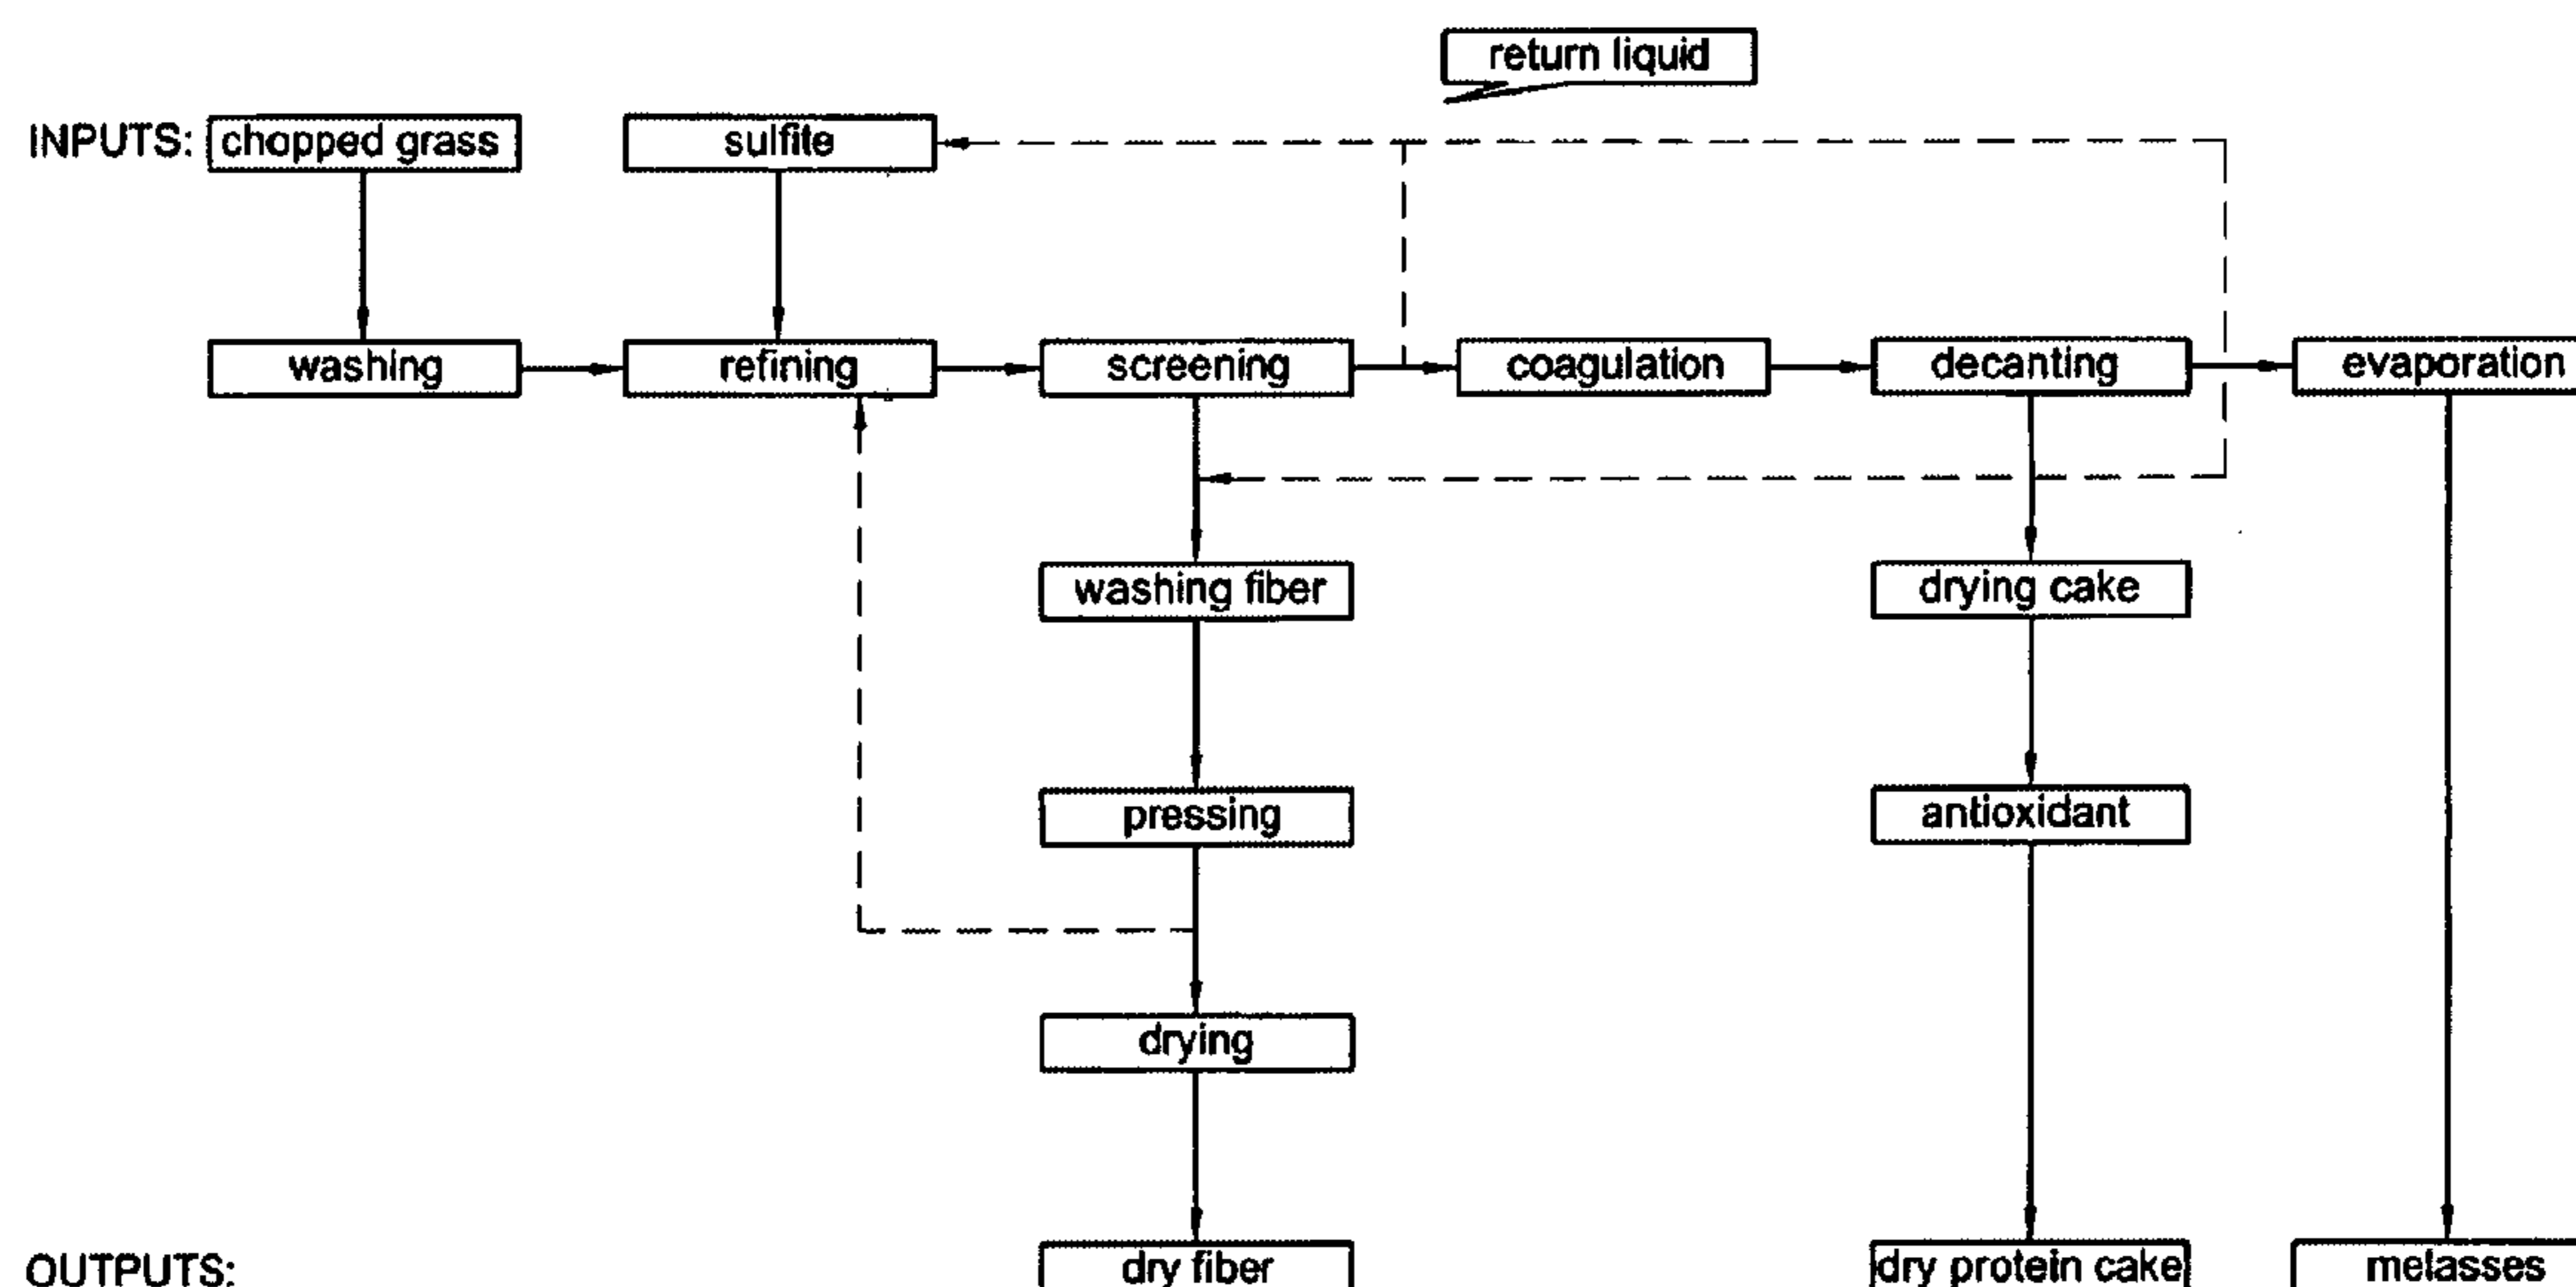 return liquid
INPUTS: chopped grass sulfite
washing refining screening coagulation decanting evaporation
washing fiber drying cake
pressing antioxidant
drying
OUTPUTS: dry fiber dry protein cake melasses